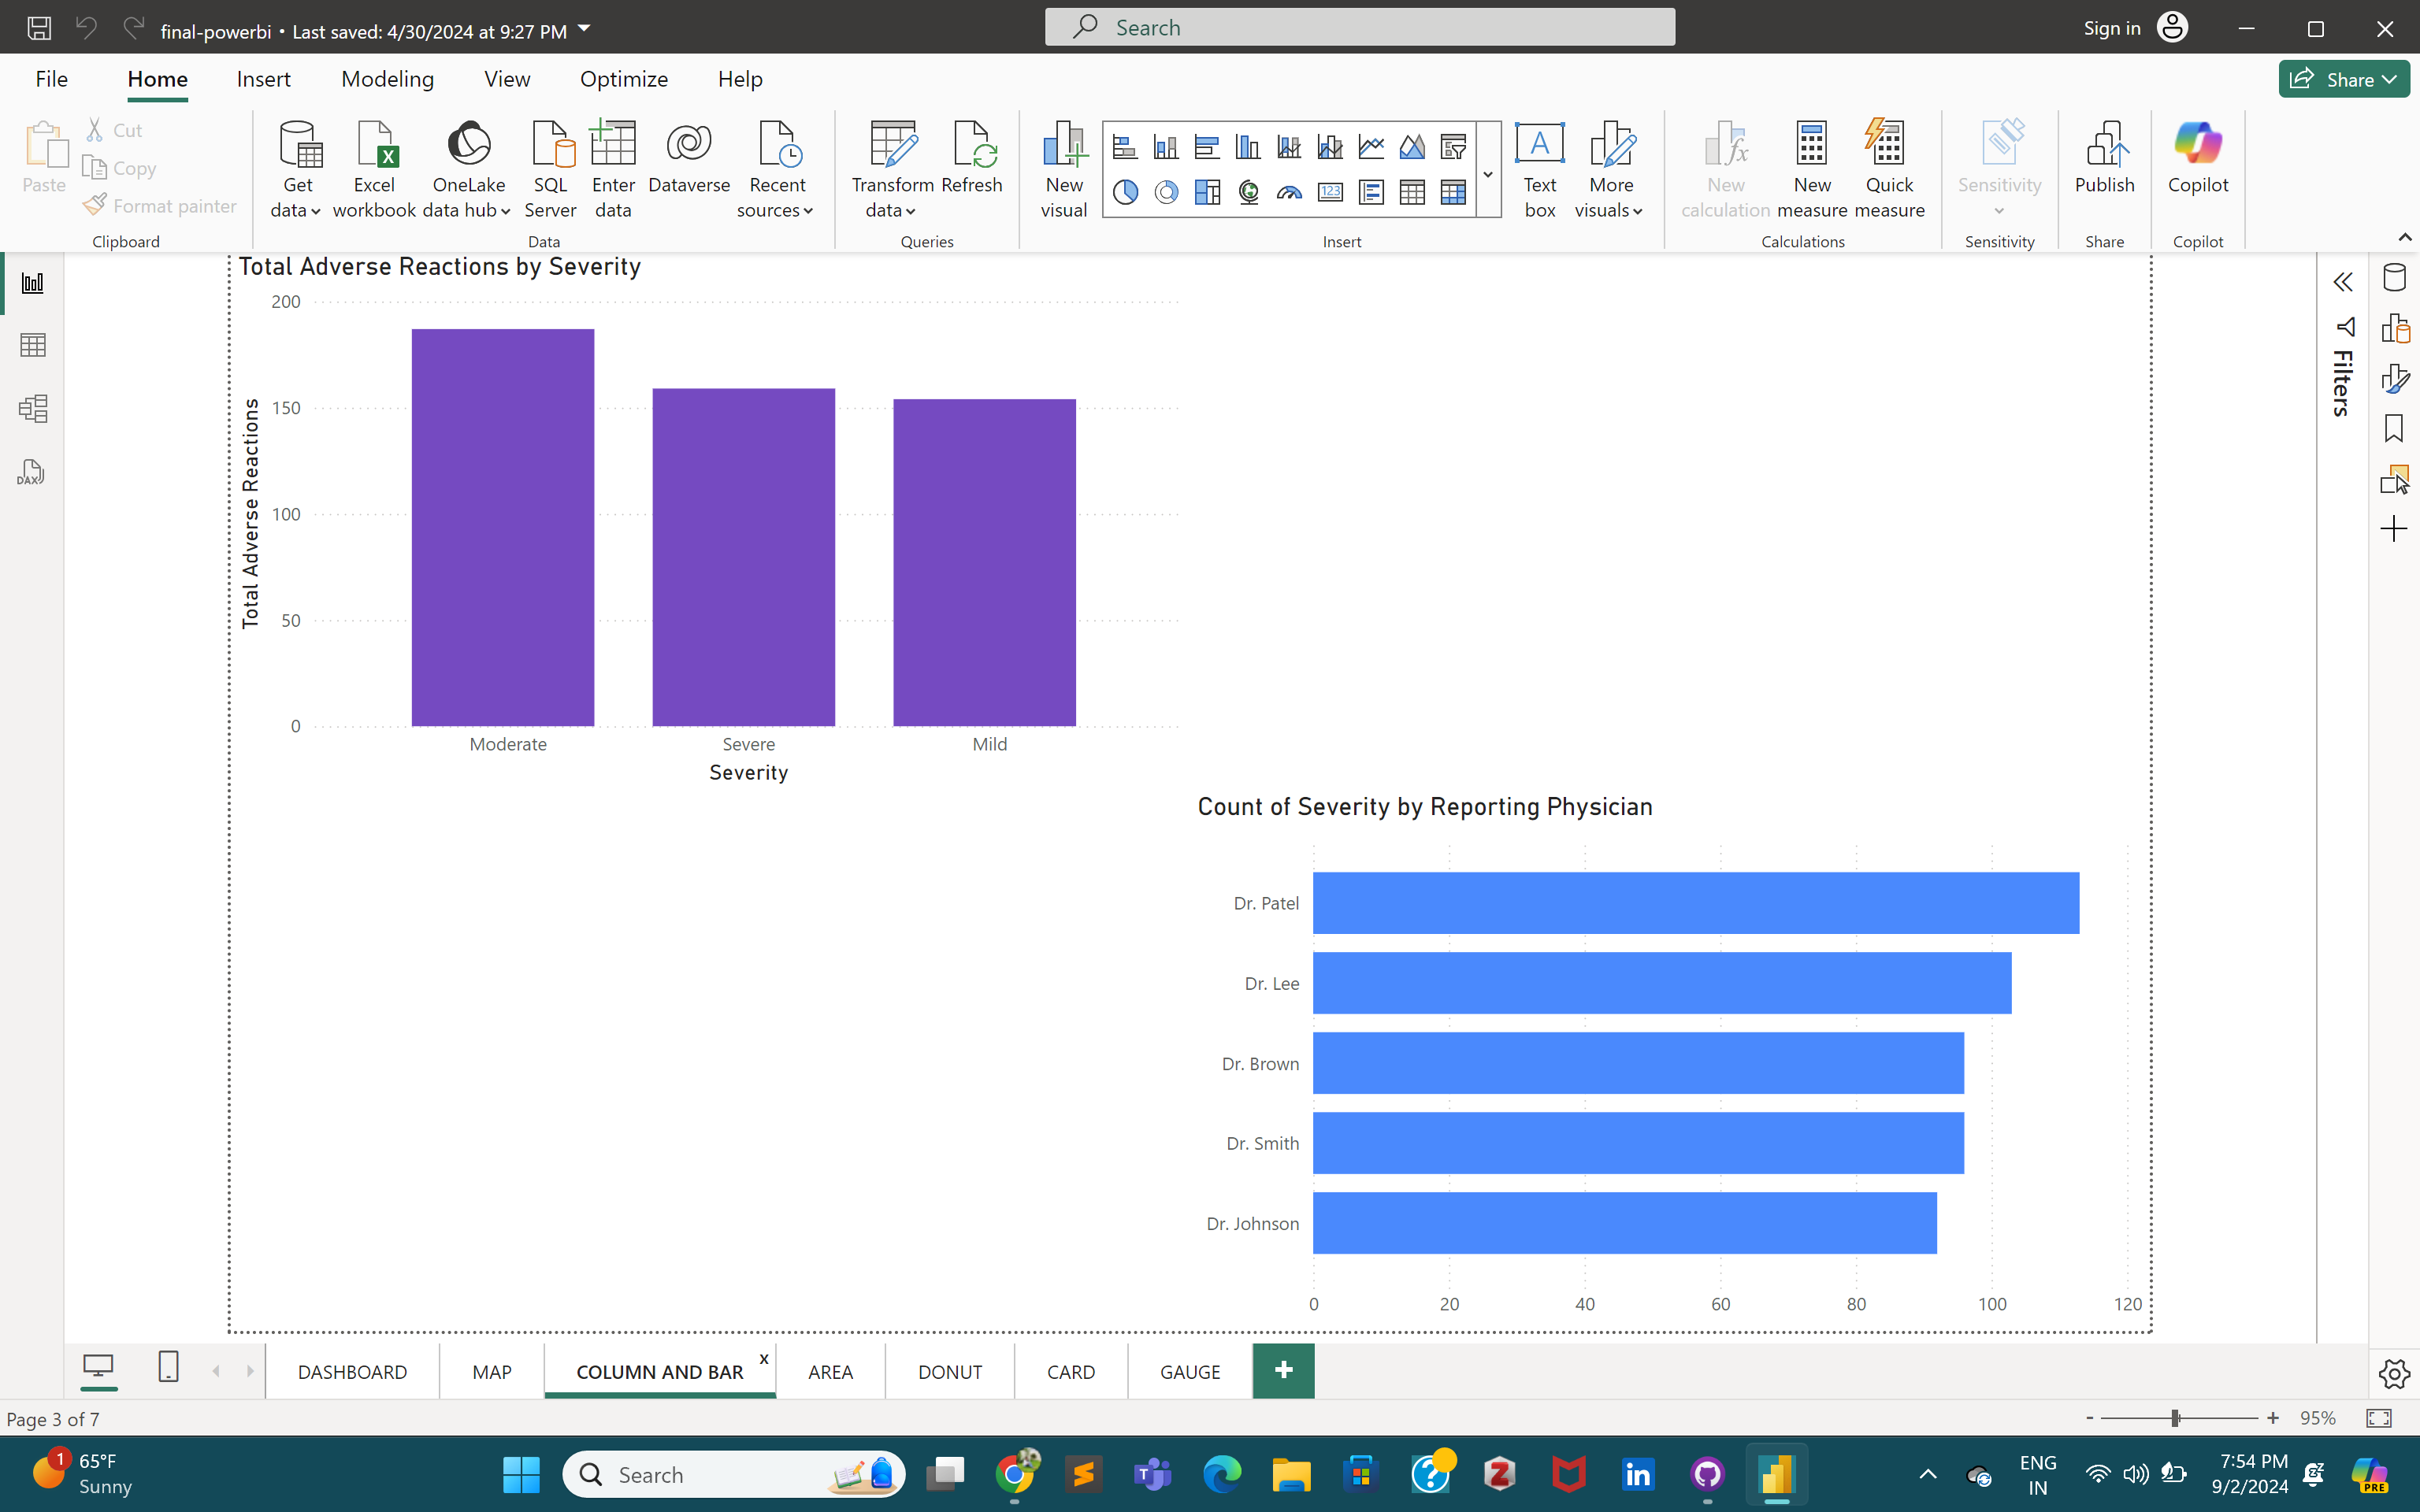 final-powerbi • Last saved: 4/30/2024 at 9:27 PM
Search
Sign in
File
Home
Insert
Modeling
View
Optimize
Help
Share
Paste
Cut
Copy
Format painter
Clipboard
Get
data
Excel
workbook
OneLake
data hub
SQL
Server
Enter
data
Dataverse
Recent
sources
Data
Transform
data
Refresh
Queries
New
visual
123
A
Text
box
More
visuals
Insert
New
calculation
New
measure
Quick
measure
Calculations
Sensitivity
Sensitivity
Publish
Share
Copilot
Copilot
DAX
Filters
Total Adverse Reactions by Severity
Total Adverse Reactions
200
150
100
50
0
Moderate
Severe
Mild
Severity
Count of Severity by Reporting Physician
Dr. Patel
Dr. Lee
Dr. Brown
Dr. Smith
Dr. Johnson
0 20 40 60 80 100 120
DASHBOARD
MAP
COLUMN AND BAR
x
AREA
DONUT
CARD
GAUGE
+
Page 3 of 7
- + 95%
1
65°F
Sunny
Search
ENG
IN
7:54 PM
9/2/2024
PRE